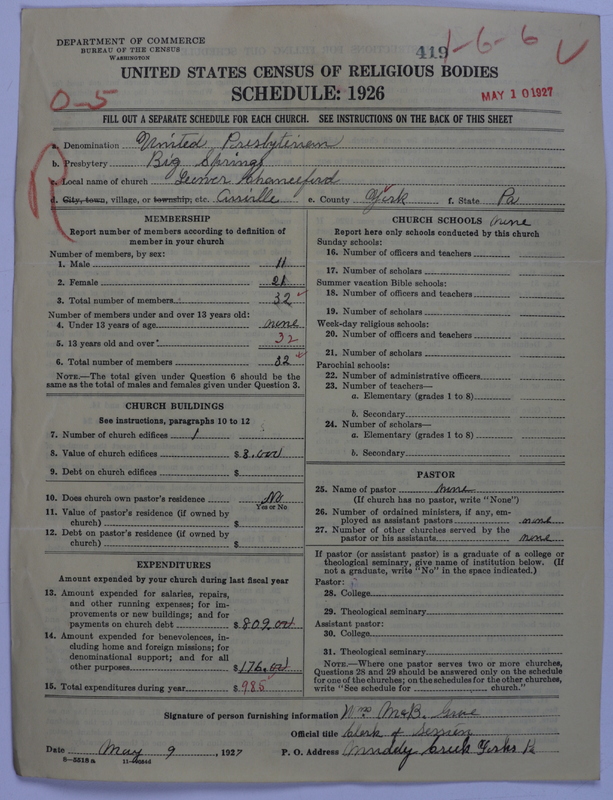 DEPARTMENT OF COMMERCE
BUREAU OF THE CENSUS
WASHINGTON
419
1-6-6
UNITED STATES CENSUS OF RELIGIOUS BODIES
SCHEDULE: 1926
0-5
MAY 10 1927
FILL OUT A SEPARATE SCHEDULE FOR EACH CHURCH. SEE INSTRUCTIONS ON THE BACK OF THIS SHEET
a. Denomination United Presbyterian
b. Presbytery Big Springs
c. Local name of church Lower Chanceford
d. City, town, village, or township, etc. Airville e. County York f. State Pa
MEMBERSHIP
Report number of members according to definition of
member in your church
Number of members, by sex:
1. Male 11
2. Female 21
3. Total number of members 32
Number of members under and over 13 years old:
4. Under 13 years of age none
5. 13 years old and over 32
6. Total number of members 32
NOTE.—The total given under Question 6 should be
same as the total of males and females given under Question 3.
CHURCH BUILDINGS
See instructions, paragraphs 10 to 12
7. Number of church edifices 1
8. Value of church edifices $8,000
9. Debt on church edifices $
10. Does church own pastor's residence No
Yes or No
11. Value of pastor's residence (if owned by
church) $
12. Debt on pastor's residence (if owned by
church) $
EXPENDITURES
Amount expended by your church during last fiscal year
13. Amount expended for salaries, repairs,
and other running expenses; for im-
provements or new buildings; and for
payments on church debt $809.00
14. Amount expended for benevolences, in-
cluding home and foreign missions; for
denominational support; and for all
other purposes $176.00
15. Total expenditures during year $985
CHURCH SCHOOLS none
Report here only schools conducted by this church
Sunday schools:
16. Number of officers and teachers
17. Number of scholars
Summer vacation Bible schools:
18. Number of officers and teachers
19. Number of scholars
Week-day religious schools:
20. Number of officers and teachers
21. Number of scholars
Parochial schools:
22. Number of administrative officers
23. Number of teachers—
a. Elementary (grades 1 to 8)
b. Secondary
24. Number of scholars—
a. Elementary (grades 1 to 8)
b. Secondary
PASTOR
25. Name of pastor none
(If church has no pastor, write "None")
26. Number of ordained ministers, if any, em-
ployed as assistant pastors none
27. Number of other churches served by the
pastor or his assistants none
If pastor (or assistant pastor) is a graduate of a college or
theological seminary, give name of institution below. (If
not a graduate, write "No" in the space indicated.)
Pastor:
28. College
29. Theological seminary
Assistant pastor:
30. College
31. Theological seminary
NOTE.—Where one pastor serves two or more churches,
Questions 28 and 29 should be answered only on the schedule
for one of the churches; on the schedules for the other churches,
write "See schedule for church."
Signature of person furnishing information Wm McB. Grove
Official title Clerk of Session
Date May 9, 1927 P. O. Address Muddy Creek Forks Pa
8-5518a